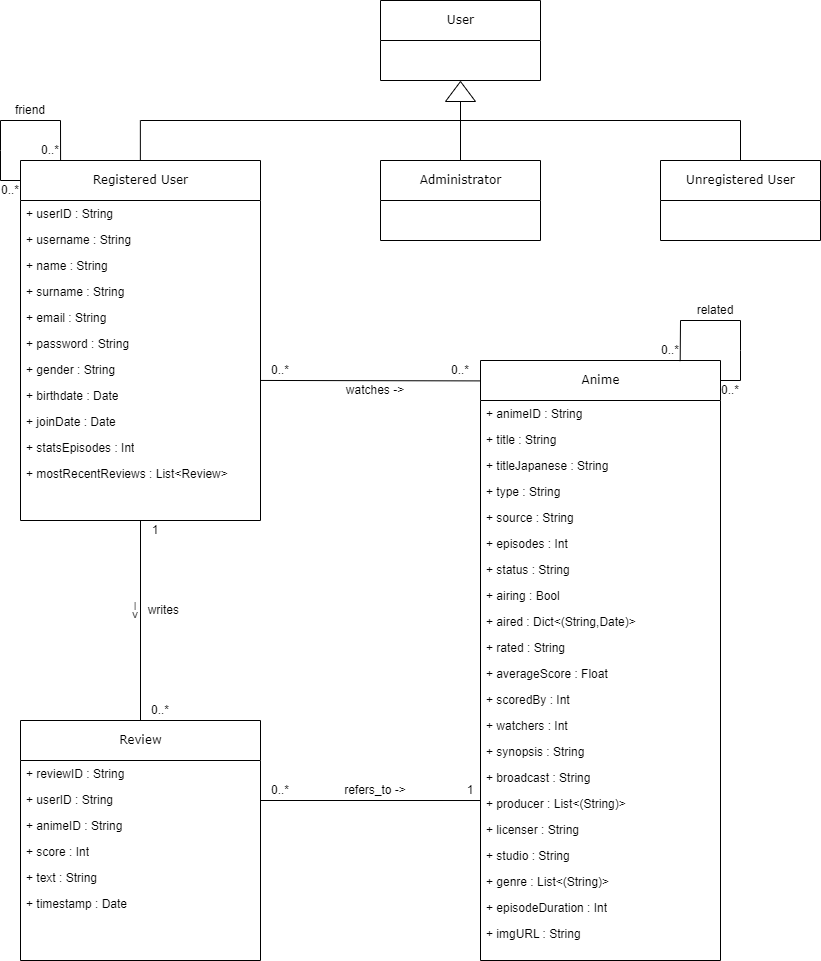 User
friend
0..*
0..*
Registered User
+ userID : String
+ username : String
+ name : String
+ surname : String
+ email : String
+ password : String
+ gender : String
+ birthdate : Date
+ joinDate : Date
+ statsEpisodes : Int
+ mostRecentReviews : List<Review>
Administrator
Unregistered User
related
0..*
0..*
0..*
0..*
watches ->
Anime
+ animeID : String
+ title : String
+ titleJapanese : String
+ type : String
+ source : String
+ episodes : Int
+ status : String
+ airing : Bool
+ aired : Dict<(String,Date)>
+ rated : String
+ averageScore : Float
+ scoredBy : Int
+ watchers : Int
+ synopsis : String
+ broadcast : String
+ producer : List<(String)>
+ licenser : String
+ studio : String
+ genre : List<(String)>
+ episodeDuration : Int
+ imgURL : String
1
writes
->
0..*
Review
+ reviewID : String
+ userID : String
+ animeID : String
+ score : Int
+ text : String
+ timestamp : Date
0..*
refers_to ->
1